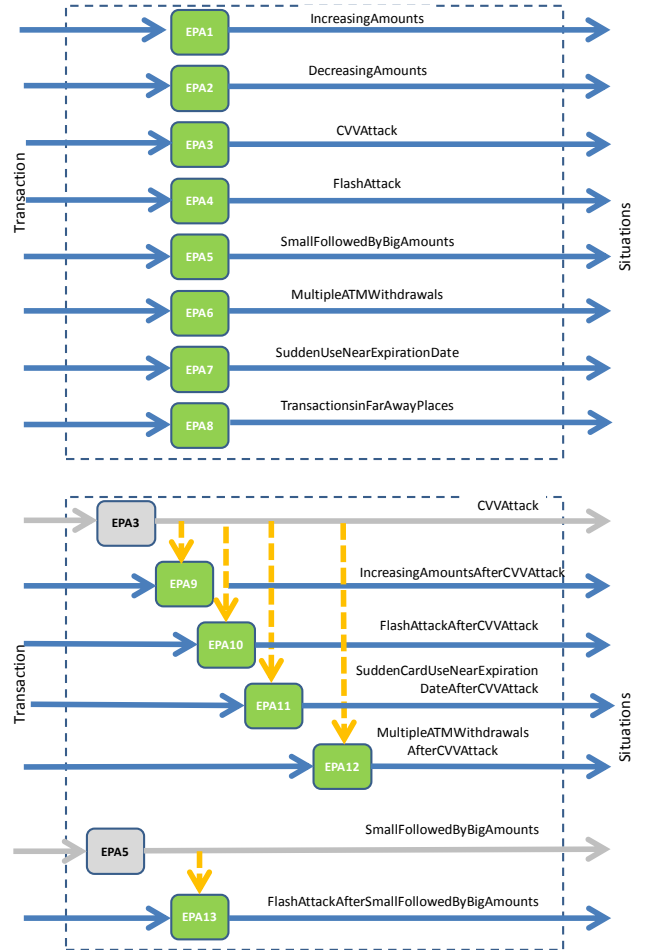 IncreasingAmounts
EPA1
DecreasingAmounts
EPA2
CVVAttack
EPA3
Transaction
FlashAttack
EPA4
Situations
SmallFollowedByBigAmounts
EPA5
MultipleATMWithdrawals
EPA6
SuddenUseNearExpirationDate
EPA7
TransactionsinFarAwayPlaces
EPA8
CVVAttack
EPA3
IncreasingAmountsAfterCVVAttack
EPA9
FlashAttackAfterCVVAttack
EPA10
SuddenCardUseNearExpiration
DateAfterCVVAttack
EPA11
Transaction
Situations
MultipleATMWithdrawals
AfterCVVAttack
EPA12
SmallFollowedByBigAmounts
EPA5
FlashAttackAfterSmallFollowedByBigAmounts
EPA13